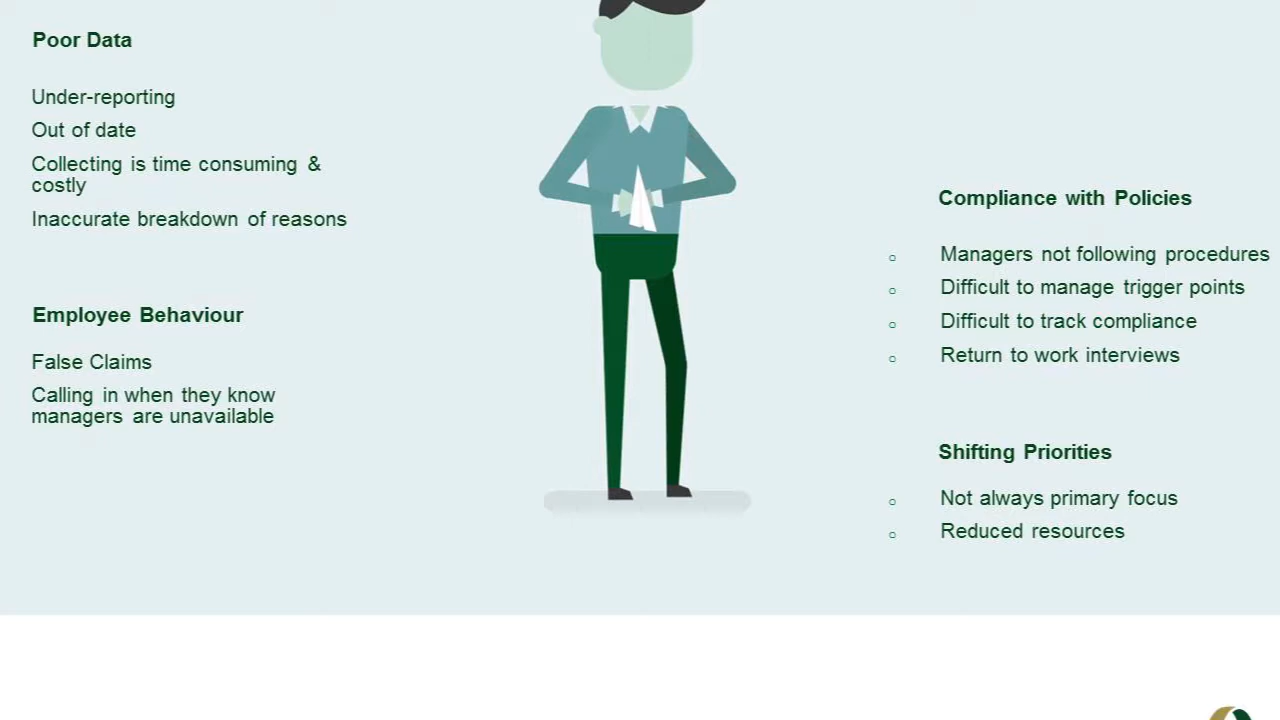 Poor Data
Under-reporting
Out of date
Collecting is time consuming &
costly
Inaccurate breakdown of reasons
Employee Behaviour
False Claims
Calling in when they know
managers are unavailable
Compliance with Policies
Managers not following procedures
Difficult to manage trigger points
Difficult to track compliance
Return to work interviews
Shifting Priorities
Not always primary focus
Reduced resources